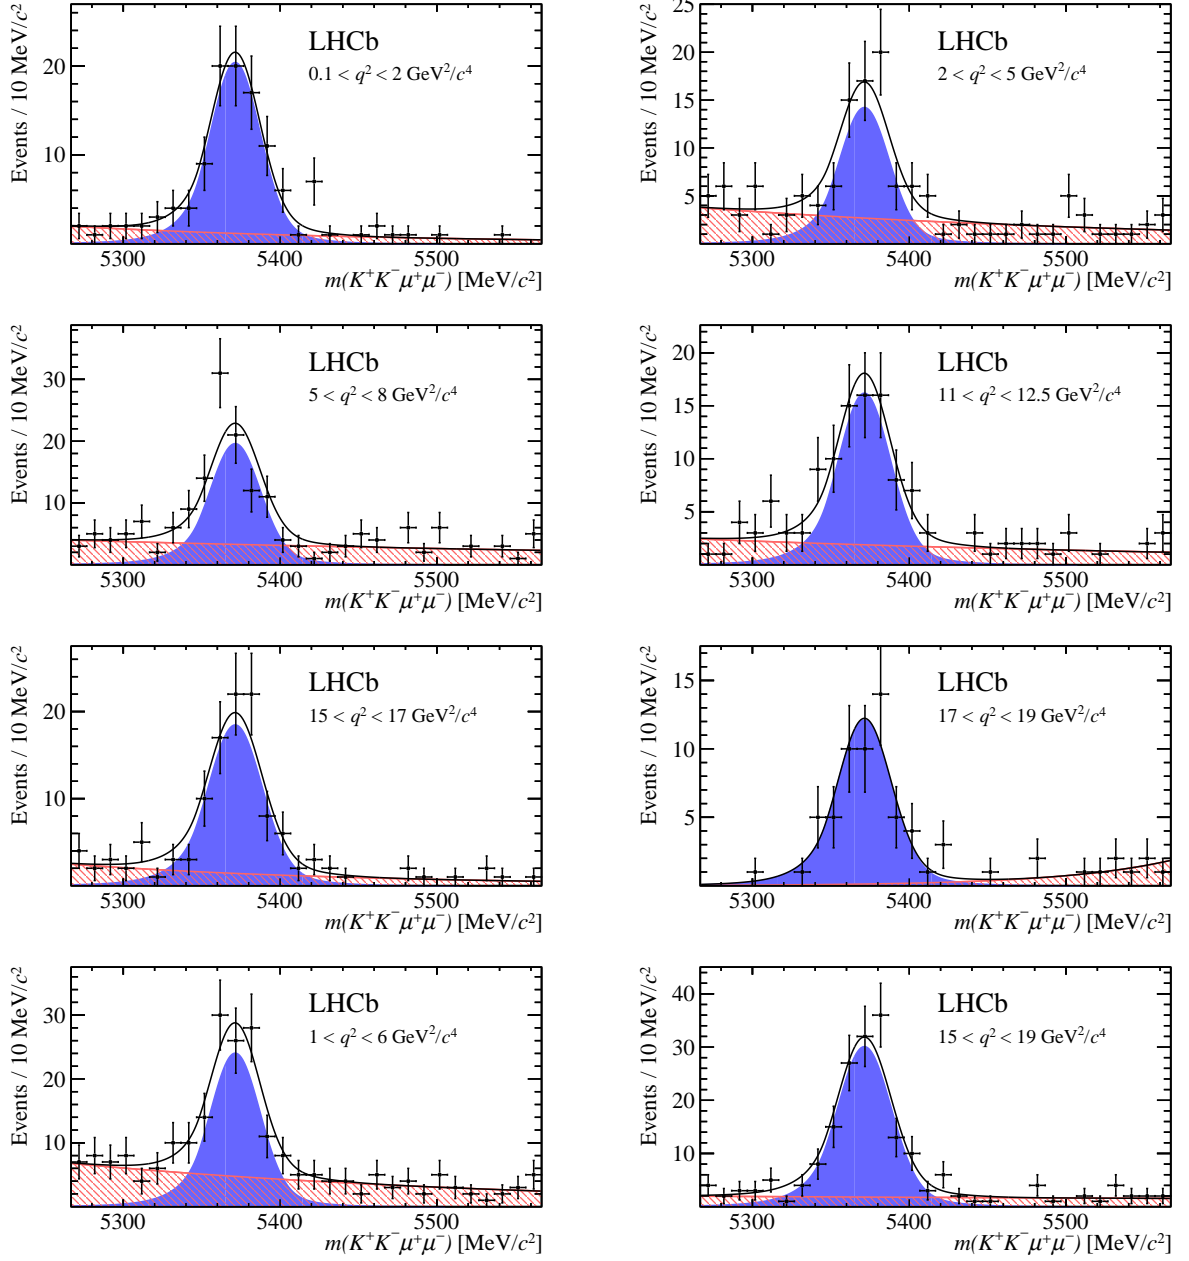 Events / 10 MeV/c²
20
10
LHCb
0.1 < q² < 2 GeV²/c⁴
5300 5400 5500
m(K⁺K⁻μ⁺μ⁻) [MeV/c²]
Events / 10 MeV/c²
25
20
15
10
5
LHCb
2 < q² < 5 GeV²/c⁴
5300 5400 5500
m(K⁺K⁻μ⁺μ⁻) [MeV/c²]
Events / 10 MeV/c²
30
20
10
LHCb
5 < q² < 8 GeV²/c⁴
5300 5400 5500
m(K⁺K⁻μ⁺μ⁻) [MeV/c²]
Events / 10 MeV/c²
20
15
10
5
LHCb
11 < q² < 12.5 GeV²/c⁴
5300 5400 5500
m(K⁺K⁻μ⁺μ⁻) [MeV/c²]
Events / 10 MeV/c²
20
10
LHCb
15 < q² < 17 GeV²/c⁴
5300 5400 5500
m(K⁺K⁻μ⁺μ⁻) [MeV/c²]
Events / 10 MeV/c²
15
10
5
LHCb
17 < q² < 19 GeV²/c⁴
5300 5400 5500
m(K⁺K⁻μ⁺μ⁻) [MeV/c²]
Events / 10 MeV/c²
30
20
10
LHCb
1 < q² < 6 GeV²/c⁴
5300 5400 5500
m(K⁺K⁻μ⁺μ⁻) [MeV/c²]
Events / 10 MeV/c²
40
30
20
10
LHCb
15 < q² < 19 GeV²/c⁴
5300 5400 5500
m(K⁺K⁻μ⁺μ⁻) [MeV/c²]